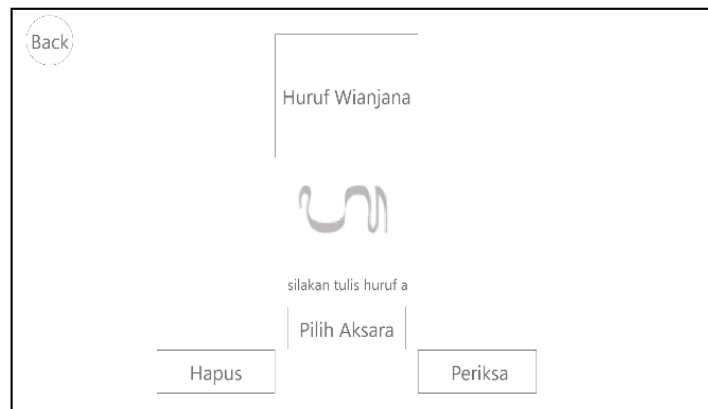 Back
Huruf Wianjana
ᬳ
silakan tulis huruf a
Pilih Aksara
Hapus
Periksa